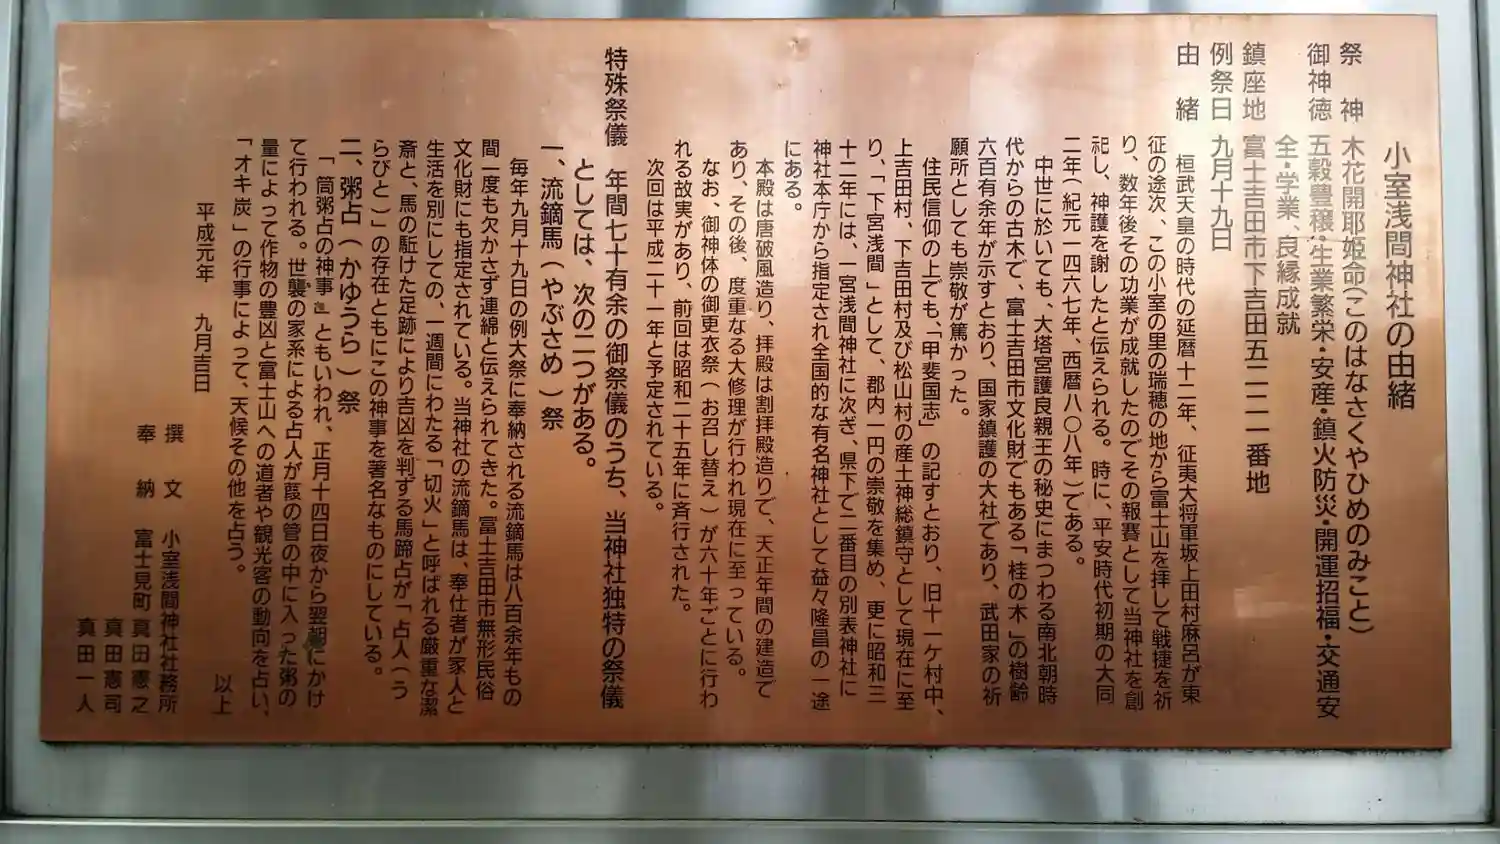 小室浅間神社の由緒
祭　神　木花開耶姫命(このはなさくやひめのみこと)
御神徳　五穀豊穣・生業繁栄・安産・鎮火防災・開運招福・交通安
全・学業、良縁成就
鎮座地　富士吉田市下吉田五二二一番地
例祭日　九月十九日
由　緒　桓武天皇の時代の延暦十二年、征夷大将軍坂上田村麻呂が東
征の途次、この小室の里の瑞穂の地から富士山を拝して戦捷を祈
り、数年後その功業が成就したのでその報賽として当神社を創
祀し、神護を謝したと伝えられる。時に、平安時代初期の大同
二年(紀元一四六七年、西暦八〇八年)である。
中世に於いても、大塔宮護良親王の秘史にまつわる南北朝時
代からの古木で、富士吉田市文化財でもある「桂の木」の樹齢
六百有余年が示すとおり、国家鎮護の大社であり、武田家の祈
願所としても崇敬が篤かった。
住民信仰の上でも、「甲斐国志」の記すとおり、旧十一ケ村中、
上吉田村、下吉田村及び松山村の産土神総鎮守として現在に至
り、「下宮浅間」として、郡内一円の崇敬を集め、更に昭和三
十二年には、一宮浅間神社に次ぎ、県下で二番目の別表神社に
神社本庁から指定され全国的な有名神社として益々隆昌の一途
にある。
本殿は唐破風造り、拝殿は割拝殿造りで、天正年間の建造で
あり、その後、度重なる大修理が行われ現在に至っている。
なお、御神体の御更衣祭(お召し替え)が六十年ごとに行わ
れる故実があり、前回は昭和二十五年に斉行された。
次回は平成二十一年と予定されている。
特殊祭儀　年間七十有余の御祭儀のうち、当神社独特の祭儀
としては、次の二つがある。
一、流鏑馬(やぶさめ)祭
毎年九月十九日の例大祭に奉納される流鏑馬は八百余年もの
間一度も欠かさず連綿と伝えられてきた。富士吉田市無形民俗
文化財にも指定されている。当神社の流鏑馬は、奉仕者が家人と
生活を別にしての、一週間にわたる「切火」と呼ばれる厳重な潔
斎と、馬の駈けた足跡により吉凶を判ずる馬蹄占が「占人(う
らびと)」の存在ともにこの神事を著名なものにしている。
二、粥占(かゆうら)祭
「筒粥占の神事』ともいわれ、正月十四日夜から翌朝にかけ
て行われる。世襲の家系による占人が葭の管の中に入った粥の
量によって作物の豊凶と富士山への道者や観光客の動向を占い、
「オキ炭」の行事によって、天候その他を占う。
以上
平成元年　九月吉日
撰　文　小室浅間神社社務所
奉　納　富士見町　真田憲之
真田憲司
真田一人